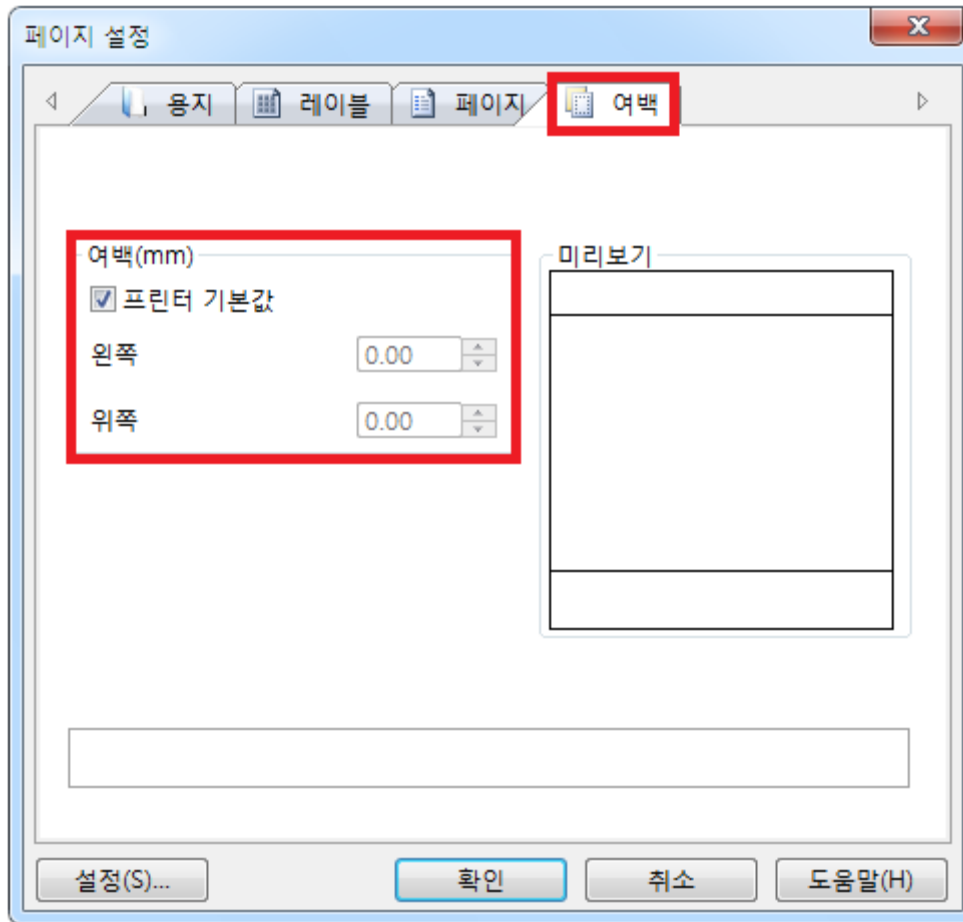 페이지 설정
용지 레이블 페이지 여백
여백(mm)
프린터 기본값
왼쪽 0.00
위쪽 0.00
미리보기
설정(S)... 확인 취소 도움말(H)